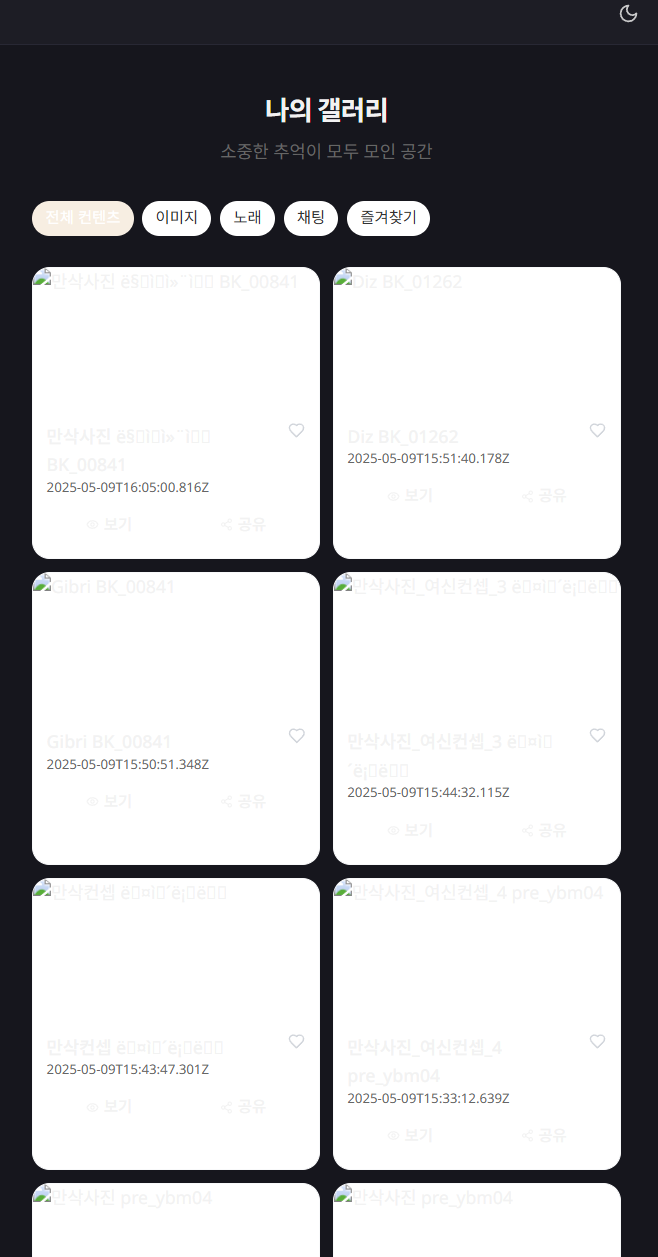 나의 갤러리
소중한 추억이 모두 모인 공간
전체 컨텐츠 이미지 노래 채팅 즐겨찾기
만삭사진 BK_00841
Diz BK_01262
만삭사진
BK_00841
2025-05-09T16:05:00.816Z
보기 공유
Diz BK_01262
2025-05-09T15:51:40.178Z
보기 공유
Gibri BK_00841
만삭사진_여신컨셉_3
Gibri BK_00841
2025-05-09T15:50:51.348Z
보기 공유
만삭사진_여신컨셉_3
2025-05-09T15:44:32.115Z
보기 공유
만삭컨셉
만삭사진_여신컨셉_4 pre_ybm04
만삭컨셉
2025-05-09T15:43:47.301Z
보기 공유
만삭사진_여신컨셉_4
pre_ybm04
2025-05-09T15:33:12.639Z
보기 공유
만삭사진 pre_ybm04
만삭사진 pre_ybm04